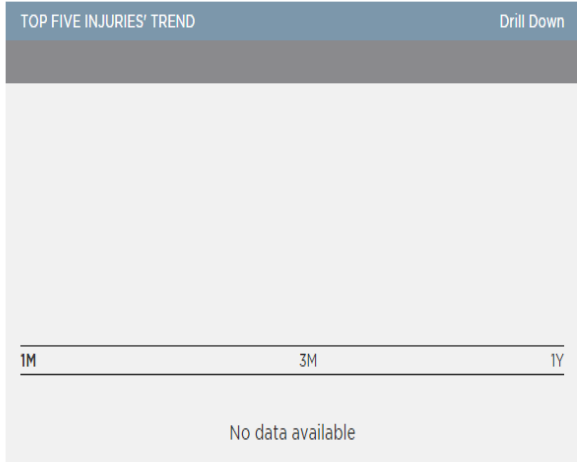 TOP FIVE INJURIES' TREND Drill Down
1M 3M 1Y
No data available